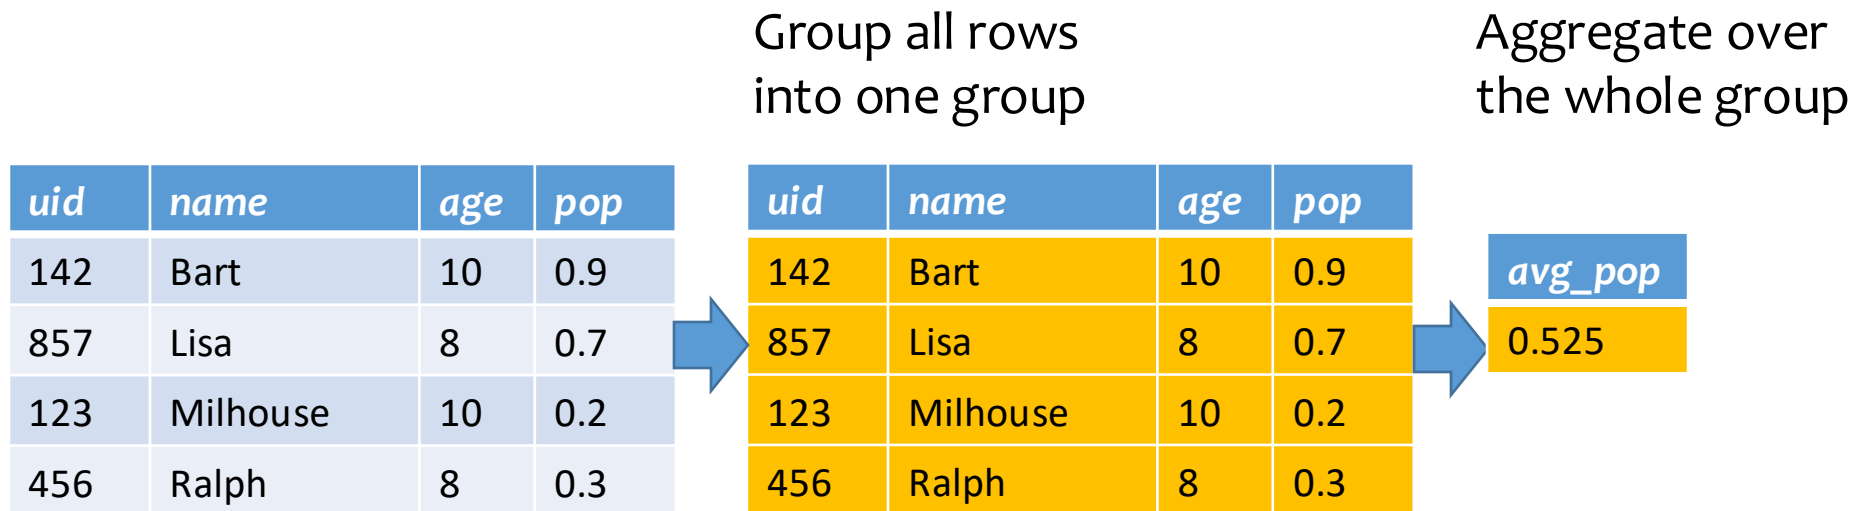 Group all rows
into one group
Aggregate over
the whole group
uid name age pop
142 Bart 10 0.9
857 Lisa 8 0.7
123 Milhouse 10 0.2
456 Ralph 8 0.3
uid name age pop
142 Bart 10 0.9
857 Lisa 8 0.7
123 Milhouse 10 0.2
456 Ralph 8 0.3
avg_pop
0.525